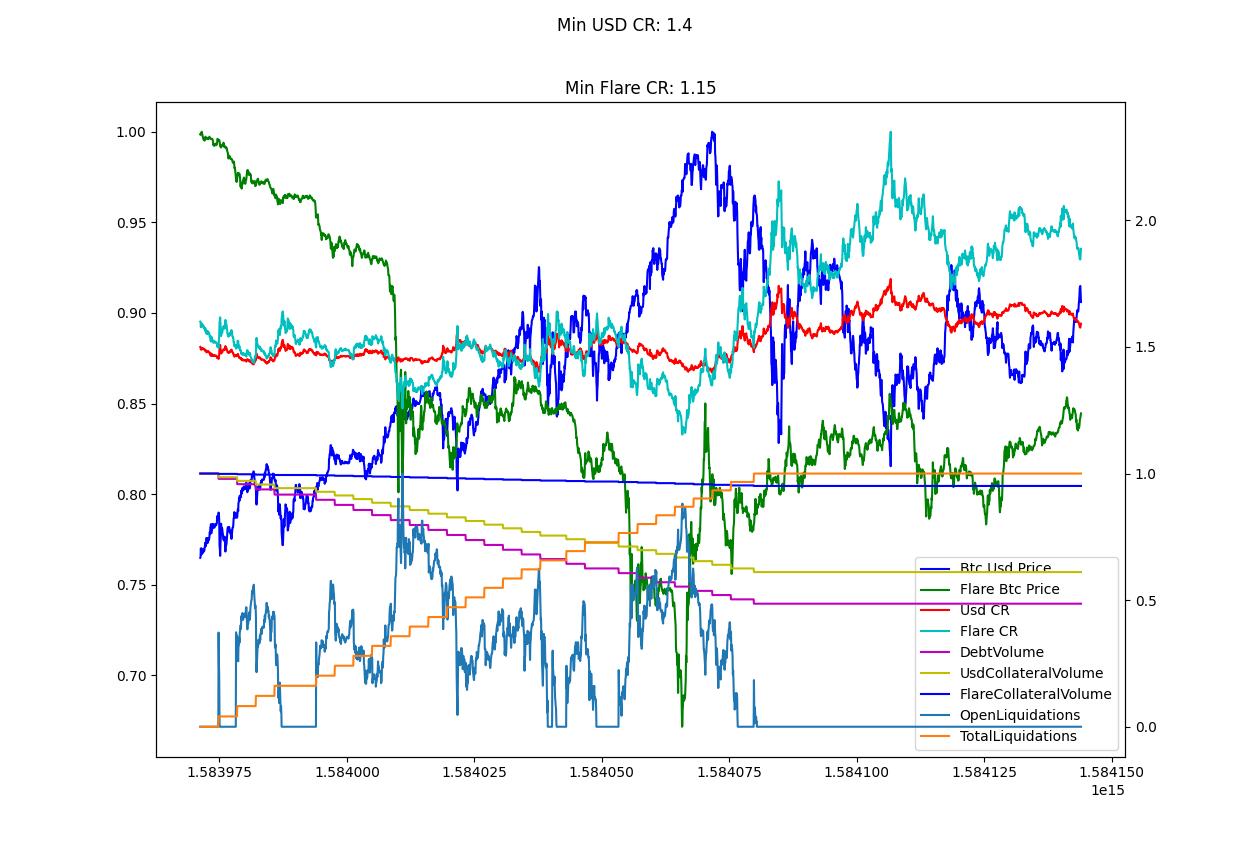 Min USD CR: 1.4
Min Flare CR: 1.15
1.00
0.95
0.90
0.85
0.80
0.75
0.70
2.0
1.5
1.0
0.5
0.0
Btc Usd Price
Flare Btc Price
Usd CR
Flare CR
DebtVolume
UsdCollateralVolume
FlareCollateralVolume
OpenLiquidations
TotalLiquidations
1.583975 1.584000 1.584025 1.584050 1.584075 1.584100 1.584125 1.584150
1e15